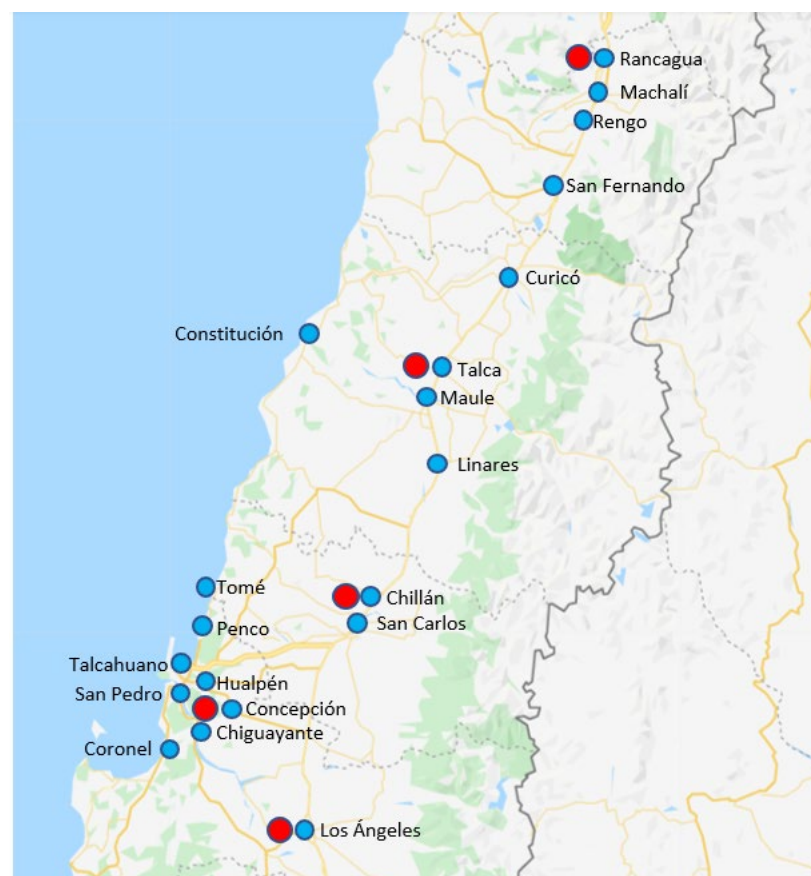 Rancagua
Machalí
Rengo
San Fernando
Curicó
Constitución
Talca
Maule
Linares
Tomé
Chillán
San Carlos
Penco
Talcahuano
Hualpén
San Pedro
Concepción
Chiguayante
Coronel
Los Ángeles